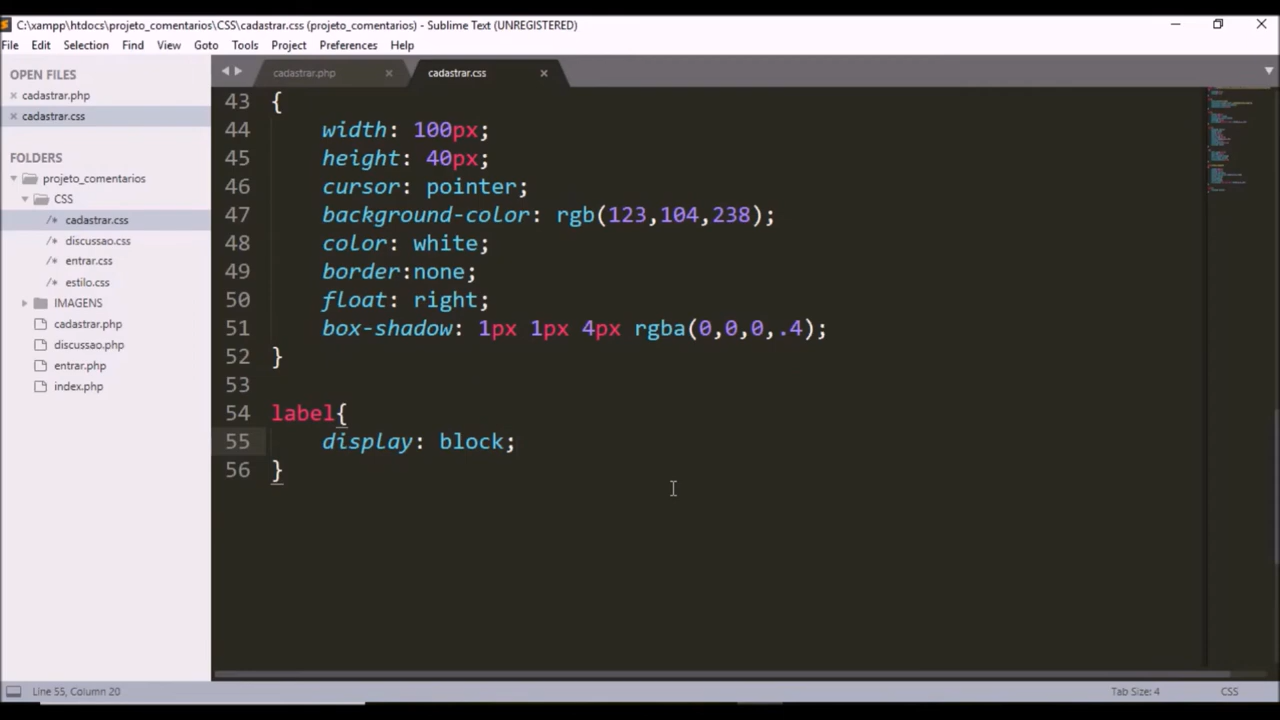 C:\xampp\htdocs\projeto_comentarios\CSS\cadastrar.css (projeto_comentarios) - Sublime Text (UNREGISTERED)
File Edit Selection Find View Goto Tools Project Preferences Help
OPEN FILES
cadastrar.php
cadastrar.css
FOLDERS
projeto_comentarios
CSS
/* cadastrar.css
/* discussao.css
/* entrar.css
/* estilo.css
IMAGENS
cadastrar.php
discussao.php
entrar.php
index.php
cadastrar.php cadastrar.css
43 {
44 width: 100px;
45 height: 40px;
46 cursor: pointer;
47 background-color: rgb(123,104,238);
48 color: white;
49 border:none;
50 float: right;
51 box-shadow: 1px 1px 4px rgba(0,0,0,.4);
52 }
53
54 label{
55 display: block;
56 }
Line 55, Column 20 Tab Size: 4 CSS